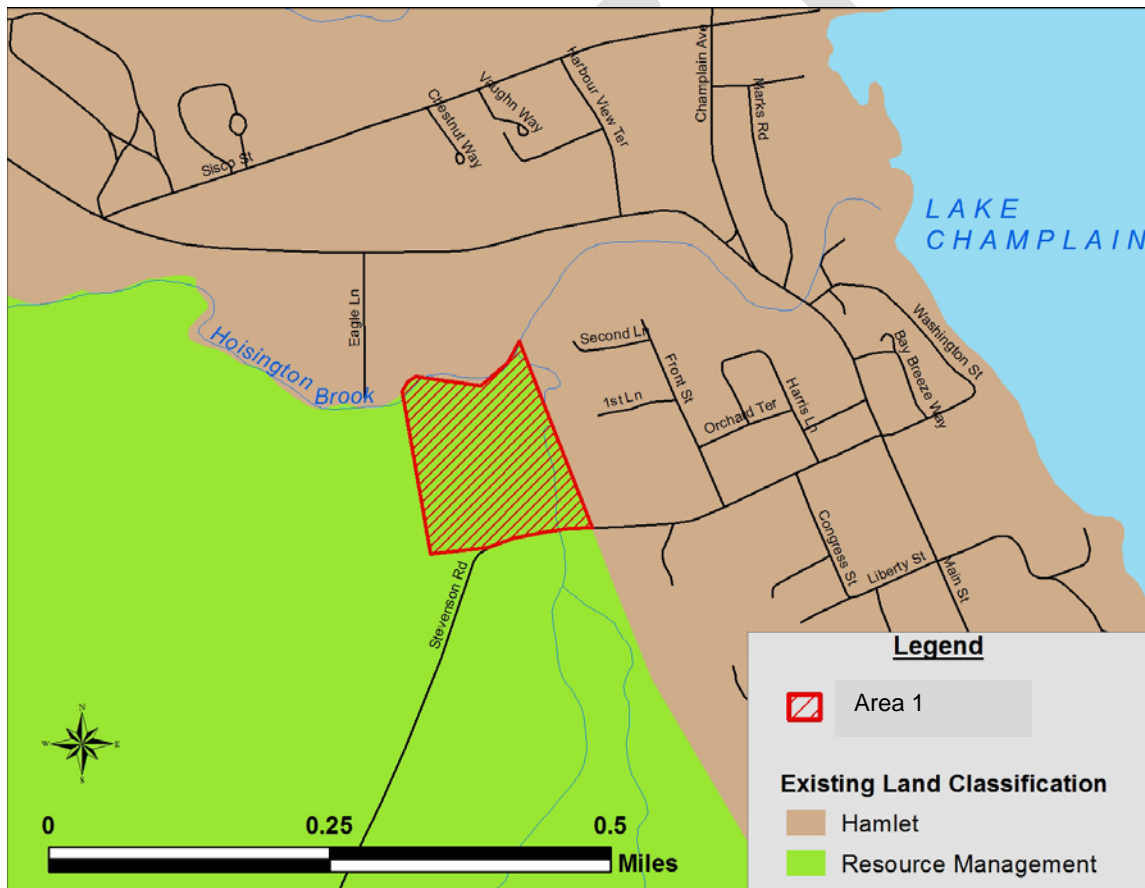 Champlain Ave
Harbour View Ter
Marks Rd
Vaughn Way
Chestnut Way
Sisco St
LAKE
CHAMPLAIN
Eagle Ln
Hoisington
Brook
Second Ln
Washington St
Bay Breeze Way
Front St
1st Ln
Harris Ln
Orchard Ter
Congress St
Liberty St
Main St
Stevenson Rd
Legend
Area 1
Existing Land Classification
Hamlet
Resource Management
N
W
E
S
0
0.25
0.5
Miles